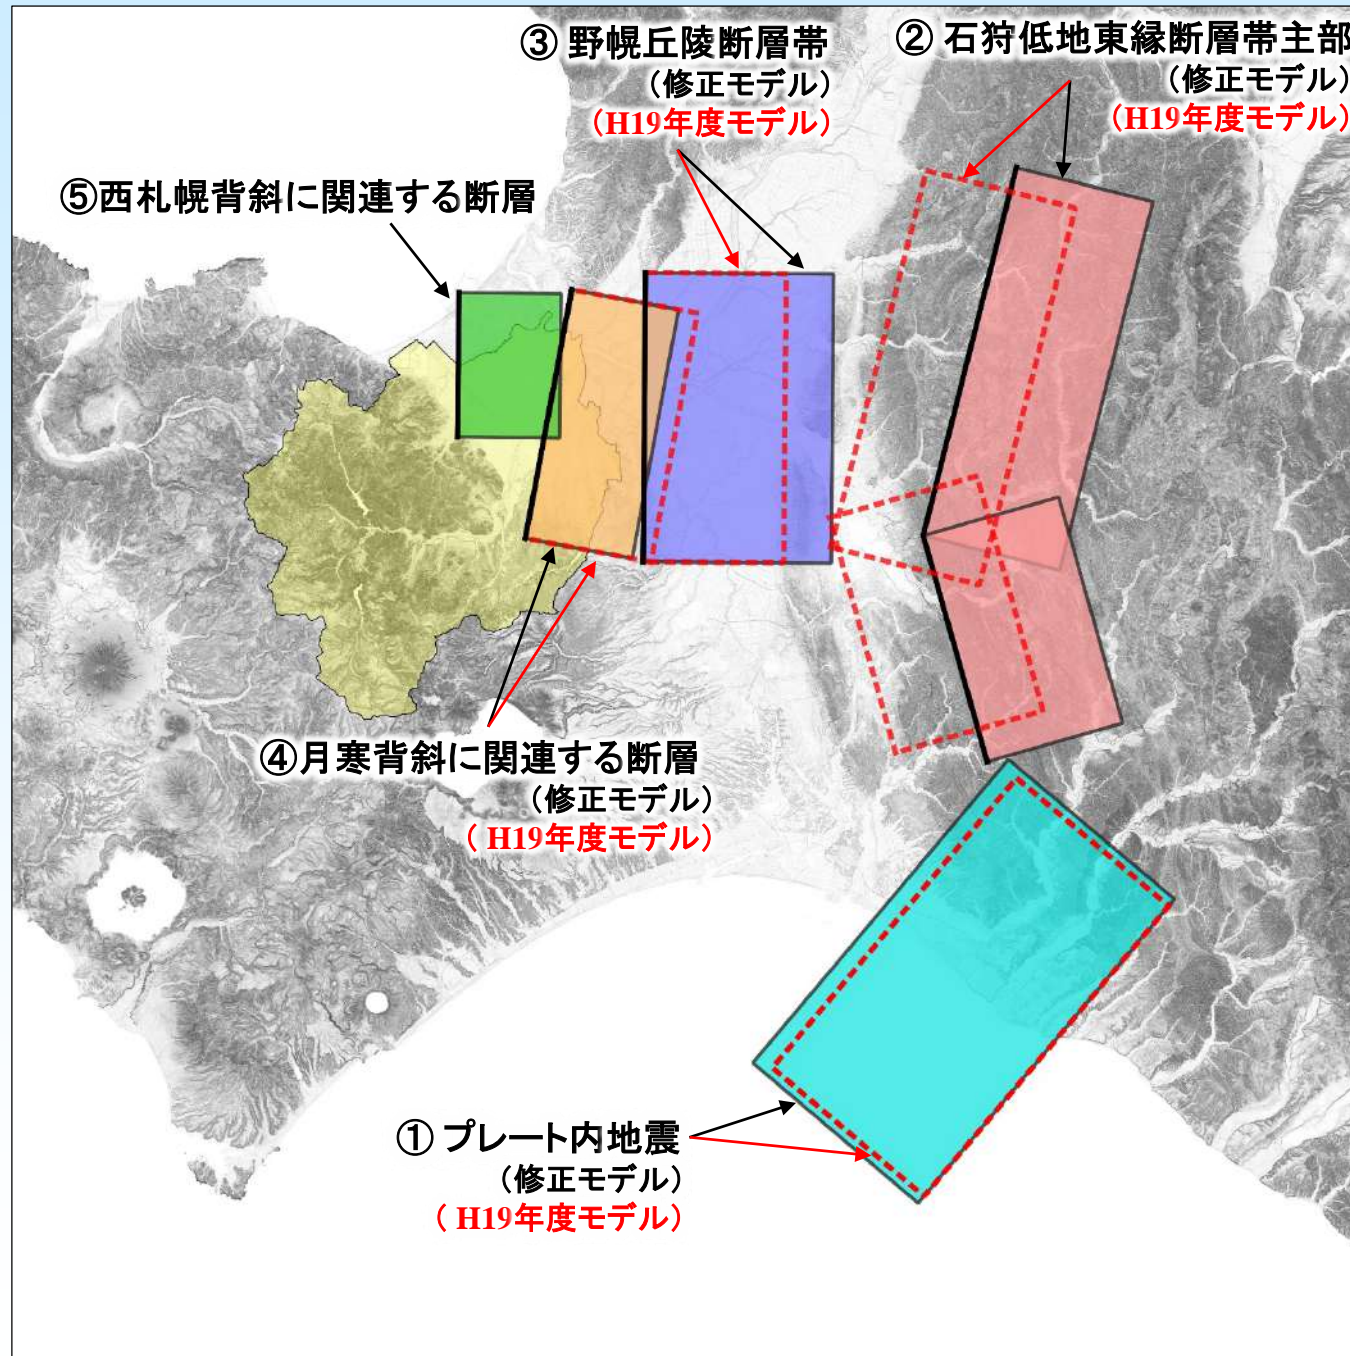 ③ 野幌丘陵断層帯
(修正モデル)
(H19年度モデル)
② 石狩低地東縁断層帯主部
(修正モデル)
(H19年度モデル)
⑤西札幌背斜に関連する断層
④月寒背斜に関連する断層
(修正モデル)
( H19年度モデル)
① プレート内地震
(修正モデル)
( H19年度モデル)